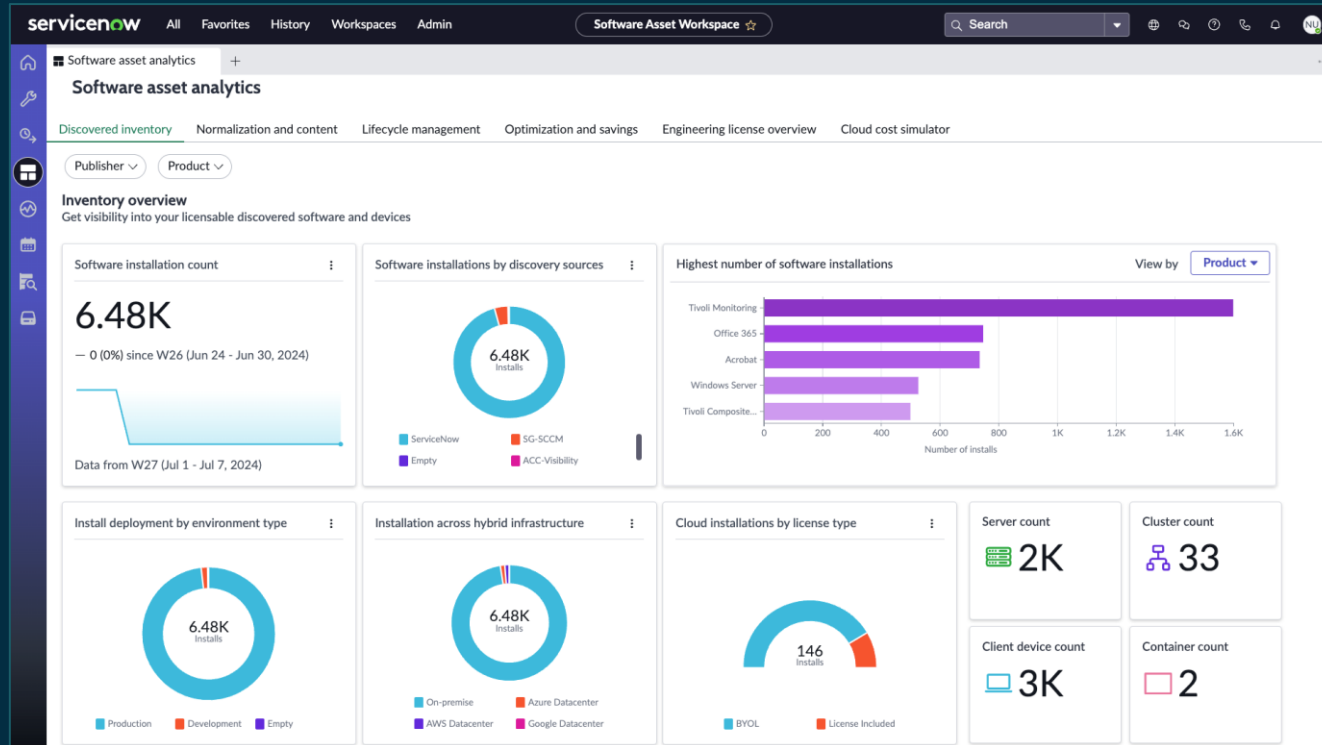 servicenow All Favorites History Workspaces Admin Software Asset Workspace Search NU
Software asset analytics
Software asset analytics
Discovered inventory Normalization and content Lifecycle management Optimization and savings Engineering license overview Cloud cost simulator
Publisher Product
Inventory overview
Get visibility into your licensable discovered software and devices
Software installation count
6.48K
— 0 (0%) since W26 (Jun 24 - Jun 30, 2024)
Data from W27 (Jul 1 - Jul 7, 2024)
Software installations by discovery sources
6.48K
Installs
ServiceNow SG-SCCM
Empty ACC-Visibility
Highest number of software installations View by Product
Tivoli Monitoring
Office 365
Acrobat
Windows Server
Tivoli Composite...
0 200 400 600 800 1K 1.2K 1.4K 1.6K
Number of installs
Install deployment by environment type
6.48K
Installs
Production Development Empty
Installation across hybrid infrastructure
6.48K
Installs
On-premise Azure Datacenter
AWS Datacenter Google Datacenter
Cloud installations by license type
146
Installs
BYOL License Included
Server count
2K
Cluster count
33
Client device count
3K
Container count
2